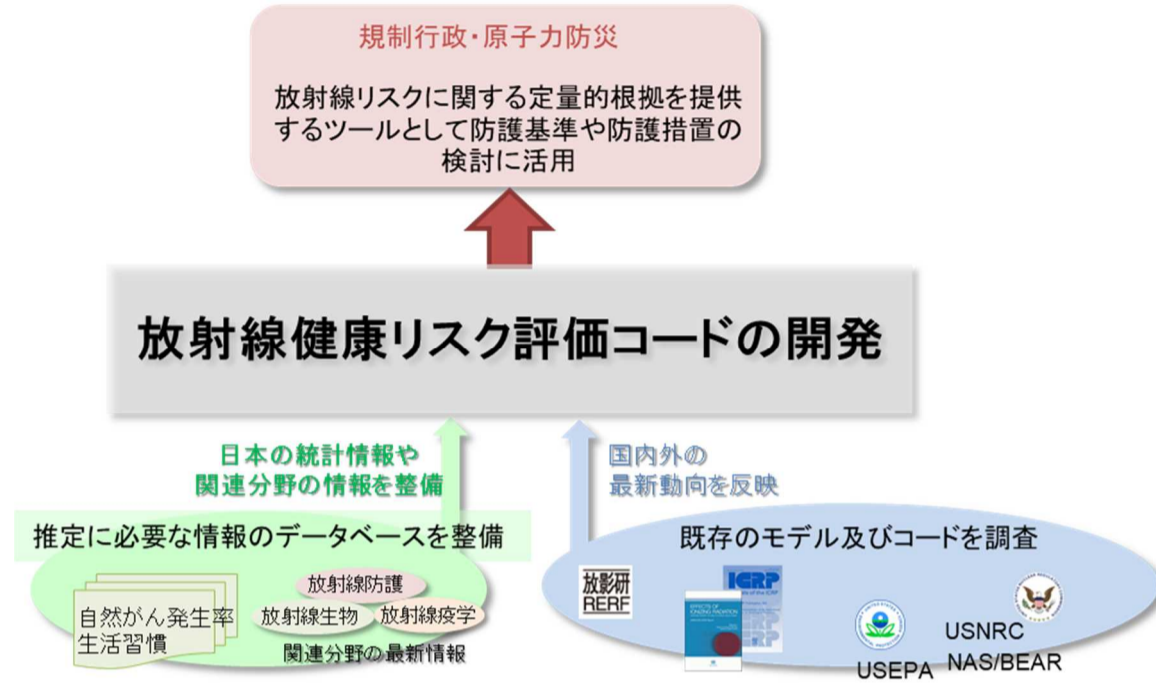 規制行政・原子力防災
放射線リスクに関する定量的根拠を提供
するツールとして防護基準や防護措置の
検討に活用
放射線健康リスク評価コードの開発
日本の統計情報や
関連分野の情報を整備
国内外の
最新動向を反映
推定に必要な情報のデータベースを整備
自然がん発生率
生活習慣
放射線防護
放射線生物
放射線疫学
関連分野の最新情報
既存のモデル及びコードを調査
放影研
RERF
EFFECTS OF
IONIZING RADIATION
ICRP
USEPA
USNRC
NAS/BEAR